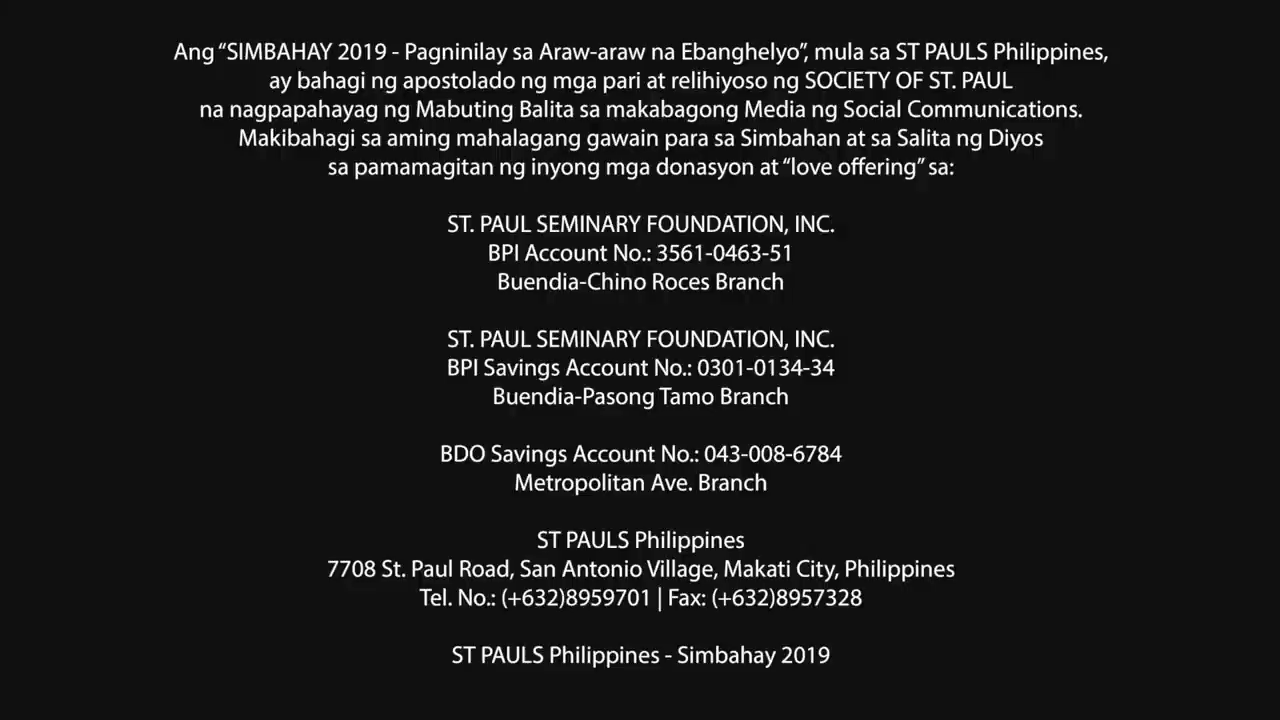 Ang “SIMBAHAY 2019 - Pagninilay sa Araw-araw na Ebanghelyo”, mula sa ST PAULS Philippines,
ay bahagi ng apostolado ng mga pari at relihiyoso ng SOCIETY OF ST. PAUL
na nagpapahayag ng Mabuting Balita sa makabagong Media ng Social Communications.
Makibahagi sa aming mahalagang gawain para sa Simbahan at sa Salita ng Diyos
sa pamamagitan ng inyong mga donasyon at “love offering” sa:
ST. PAUL SEMINARY FOUNDATION, INC.
BPI Account No.: 3561-0463-51
Buendia-Chino Roces Branch
ST. PAUL SEMINARY FOUNDATION, INC.
BPI Savings Account No.: 0301-0134-34
Buendia-Pasong Tamo Branch
BDO Savings Account No.: 043-008-6784
Metropolitan Ave. Branch
ST PAULS Philippines
7708 St. Paul Road, San Antonio Village, Makati City, Philippines
Tel. No.: (+632)8959701 | Fax: (+632)8957328
ST PAULS Philippines - Simbahay 2019